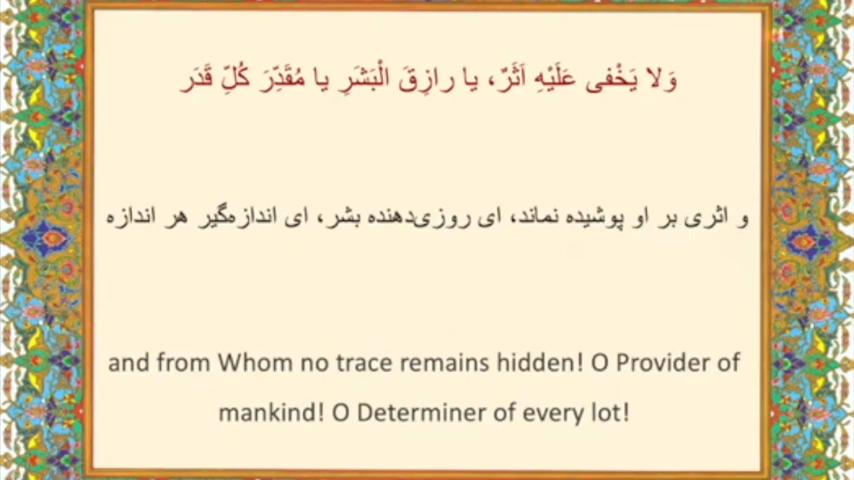 وَلا يَخْفى عَلَيْهِ اَثَرٌ، يا رازِقَ الْبَشَرِ يا مُقَدِّرَ كُلِّ قَدَر
و اثری بر او پوشیده نماند، ای روزی‌دهنده بشر، ای اندازه‌گیر هر اندازه
and from Whom no trace remains hidden! O Provider of
mankind! O Determiner of every lot!